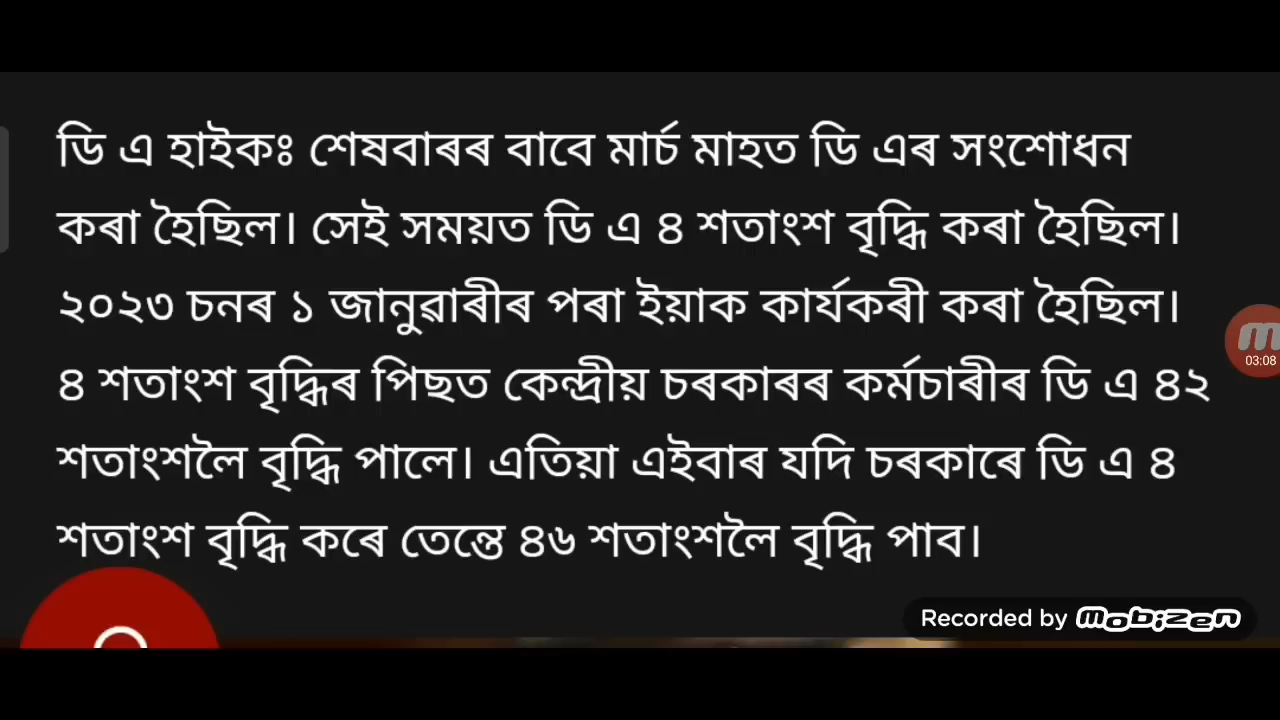 ডি এ হাইকঃ শেষবাৰৰ বাবে মাৰ্চ মাহত ডি এৰ সংশোধন
কৰা হৈছিল। সেই সময়ত ডি এ ৪ শতাংশ বৃদ্ধি কৰা হৈছিল।
২০২৩ চনৰ ১ জানুৱাৰীৰ পৰা ইয়াক কাৰ্যকৰী কৰা হৈছিল।
৪ শতাংশ বৃদ্ধিৰ পিছত কেন্দ্ৰীয় চৰকাৰৰ কৰ্মচাৰীৰ ডি এ ৪২
শতাংশলৈ বৃদ্ধি পালে। এতিয়া এইবাৰ যদি চৰকাৰে ডি এ ৪
শতাংশ বৃদ্ধি কৰে তেন্তে ৪৬ শতাংশলৈ বৃদ্ধি পাব।
03:08
Recorded by mobizen